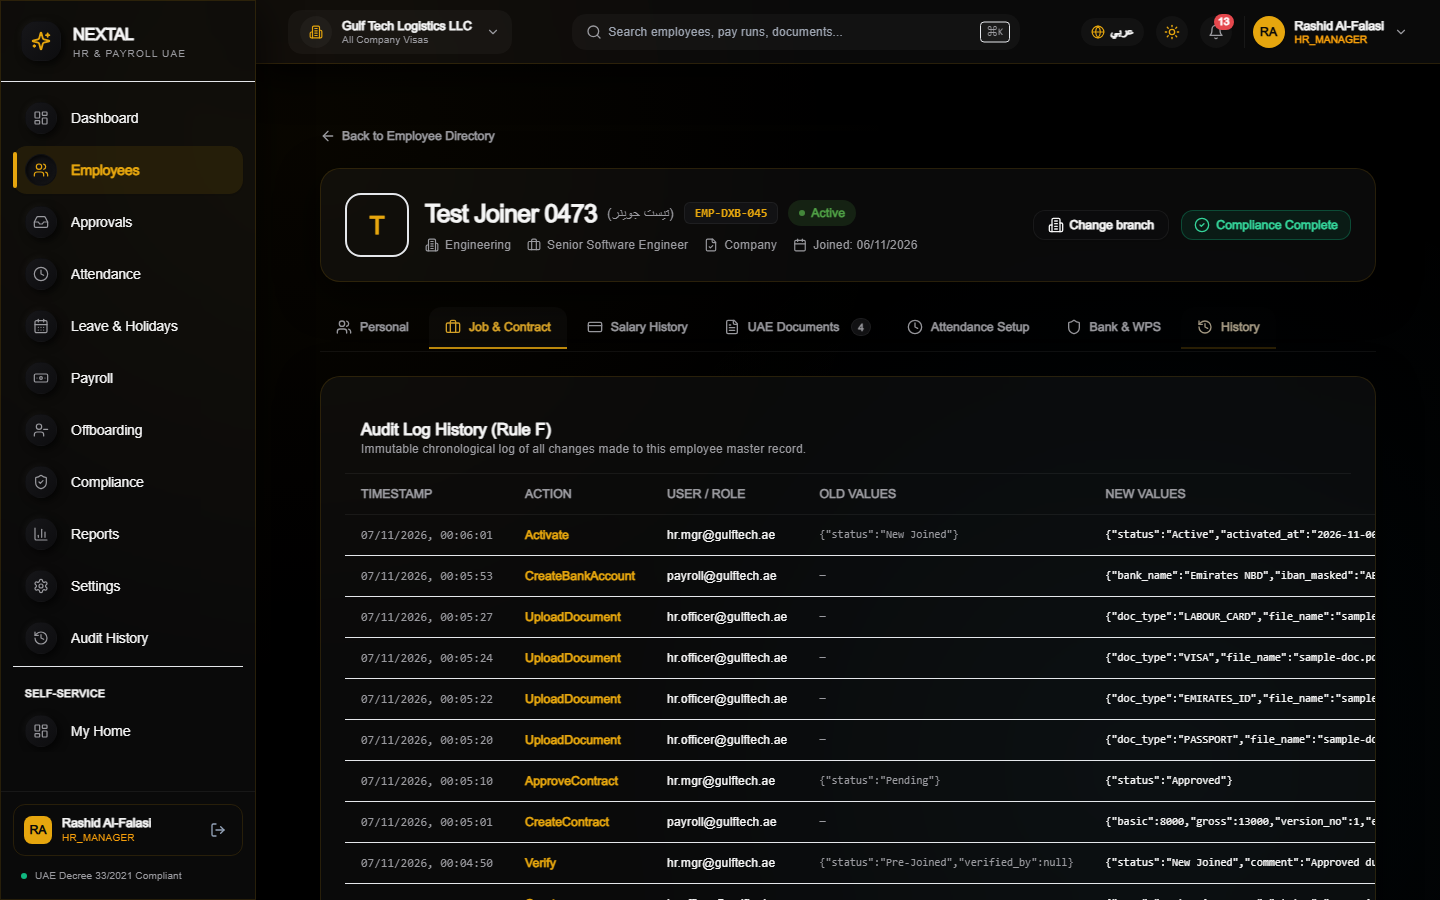 NEXTAL
HR & PAYROLL UAE
Gulf Tech Logistics LLC
All Company Visas
Search employees, pay runs, documents...
⌘K
عربي
13
RA
Rashid Al-Falasi
HR_MANAGER
Dashboard
Employees
Approvals
Attendance
Leave & Holidays
Payroll
Offboarding
Compliance
Reports
Settings
Audit History
SELF-SERVICE
My Home
RA
Rashid Al-Falasi
HR_MANAGER
UAE Decree 33/2021 Compliant
Back to Employee Directory
T
Test Joiner 0473 (تيست جوينر) EMP-DXB-045 Active
Engineering Senior Software Engineer Company Joined: 06/11/2026
Change branch
Compliance Complete
Personal Job & Contract Salary History UAE Documents 4 Attendance Setup Bank & WPS History
Audit Log History (Rule F)
Immutable chronological log of all changes made to this employee master record.
TIMESTAMP ACTION USER / ROLE OLD VALUES NEW VALUES
07/11/2026, 00:06:01 Activate hr.mgr@gulftech.ae {"status":"New Joined"} {"status":"Active","activated_at":"2026-11-06
07/11/2026, 00:05:53 CreateBankAccount payroll@gulftech.ae — {"bank_name":"Emirates NBD","iban_masked":"AE
07/11/2026, 00:05:27 UploadDocument hr.officer@gulftech.ae — {"doc_type":"LABOUR_CARD","file_name":"sample
07/11/2026, 00:05:24 UploadDocument hr.officer@gulftech.ae — {"doc_type":"VISA","file_name":"sample-doc.pd
07/11/2026, 00:05:22 UploadDocument hr.officer@gulftech.ae — {"doc_type":"EMIRATES_ID","file_name":"sample
07/11/2026, 00:05:20 UploadDocument hr.officer@gulftech.ae — {"doc_type":"PASSPORT","file_name":"sample-do
07/11/2026, 00:05:10 ApproveContract hr.mgr@gulftech.ae {"status":"Pending"} {"status":"Approved"}
07/11/2026, 00:05:01 CreateContract payroll@gulftech.ae — {"basic":8000,"gross":13000,"version_no":1,"e
07/11/2026, 00:04:50 Verify hr.mgr@gulftech.ae {"status":"Pre-Joined","verified_by":null} {"status":"New Joined","comment":"Approved du